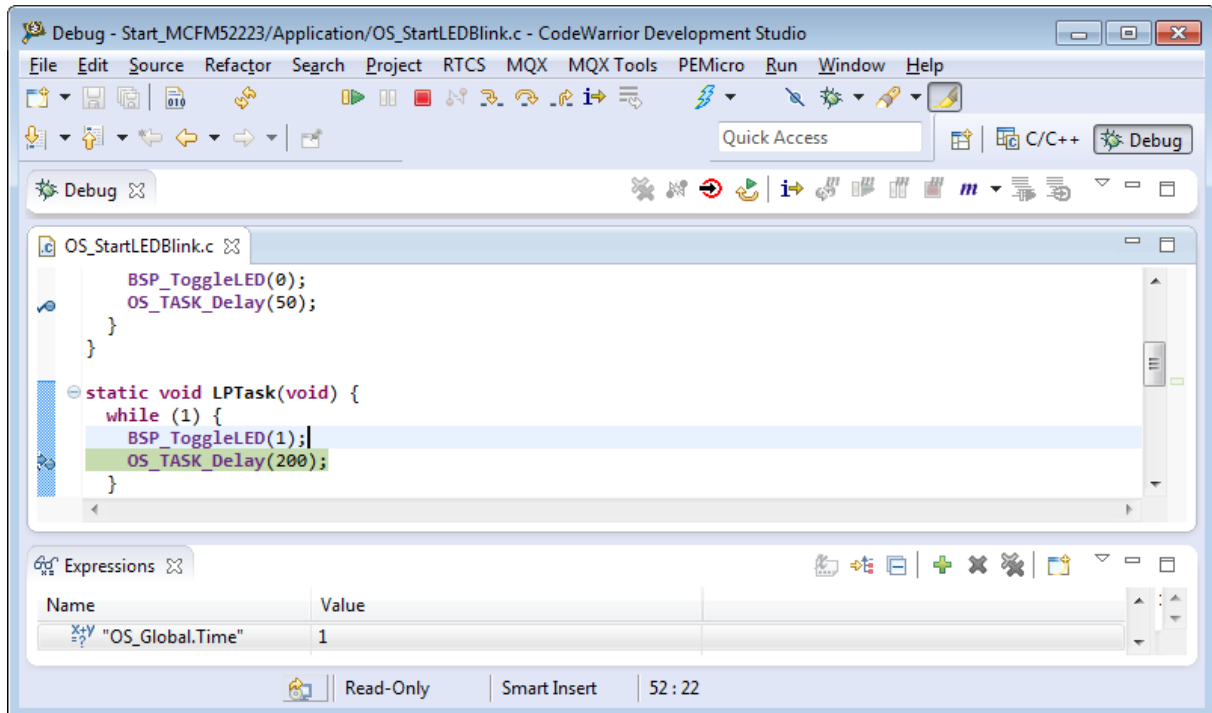 Debug - Start_MCFM52223/Application/OS_StartLEDBlink.c - CodeWarrior Development Studio
File Edit Source Refactor Search Project RTCS MQX MQX Tools PEMicro Run Window Help
010
Quick Access C/C++ Debug
Debug
OS_StartLEDBlink.c
BSP_ToggleLED(0);
OS_TASK_Delay(50);
}
}
static void LPTask(void) {
while (1) {
BSP_ToggleLED(1);
OS_TASK_Delay(200);
}
Expressions
Name Value
"OS_Global.Time" 1
Read-Only Smart Insert 52 : 22